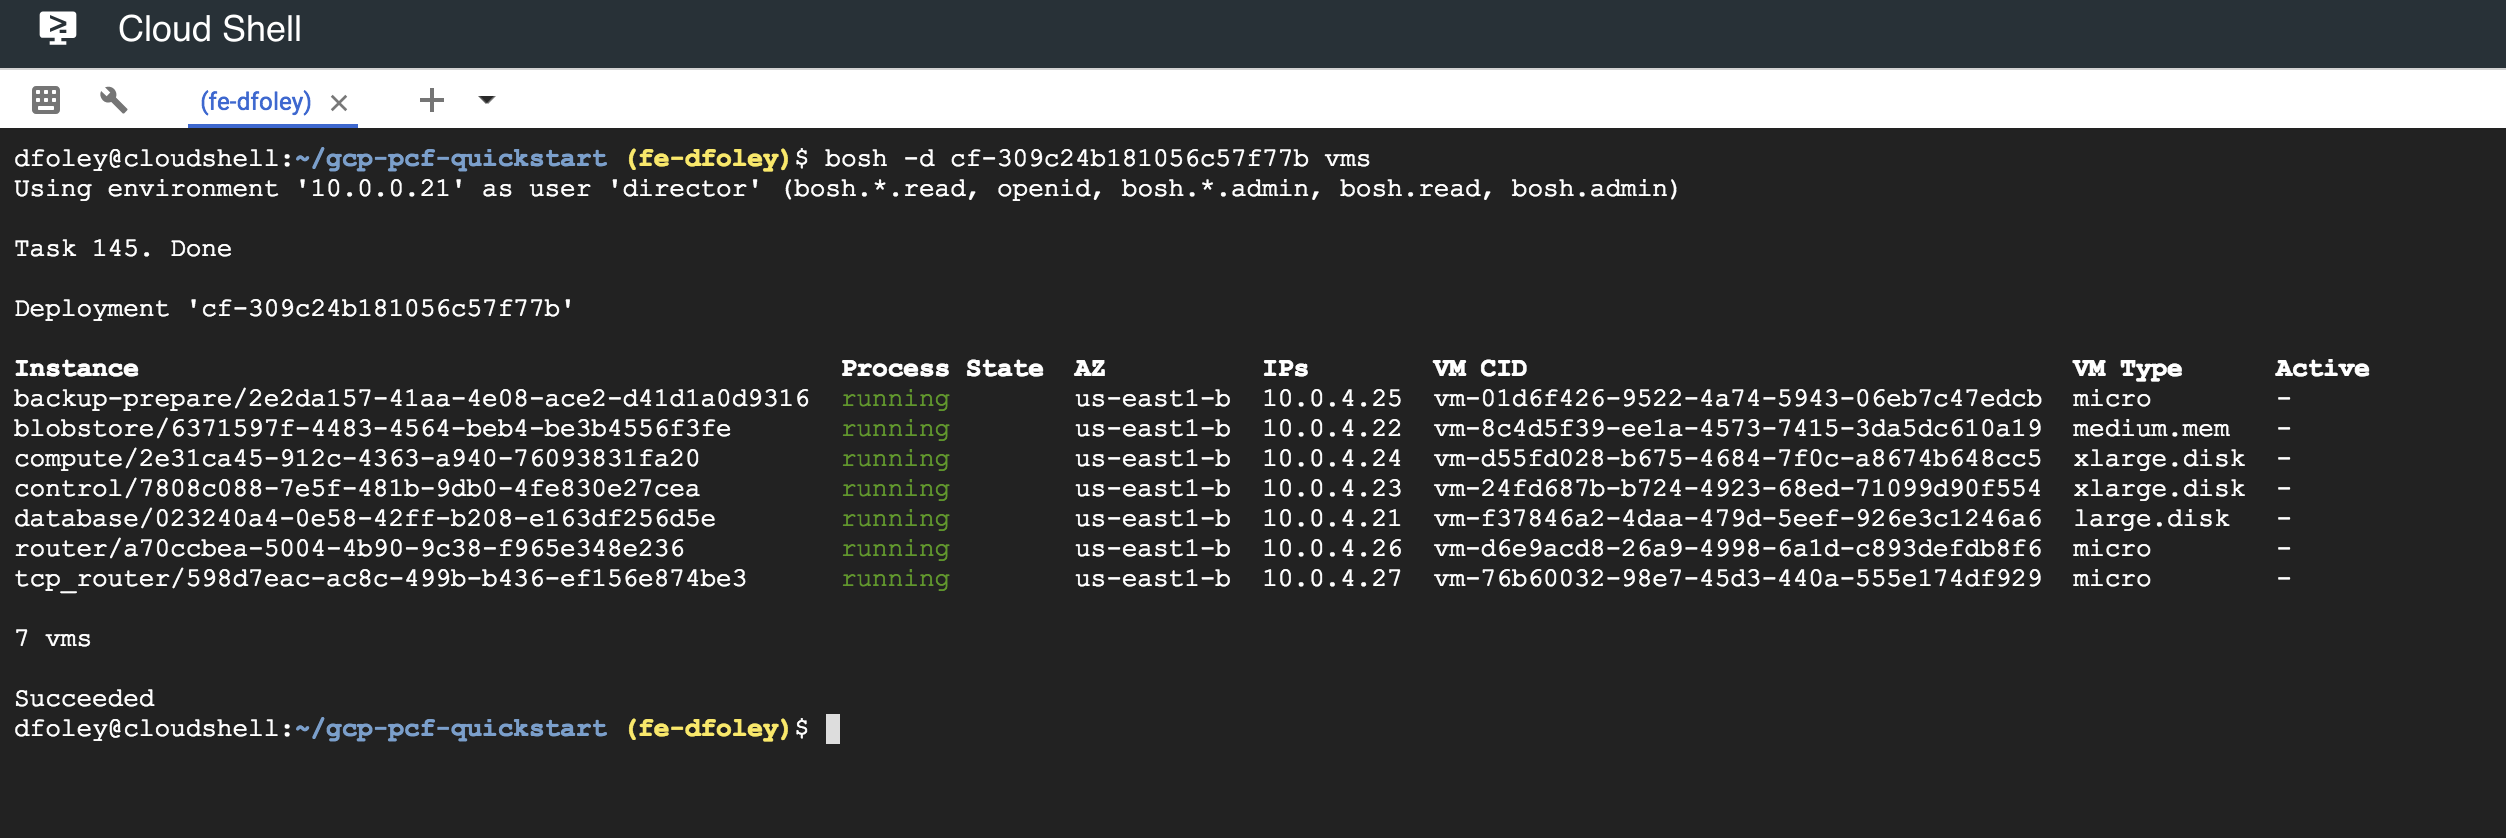 Cloud Shell
(fe-dfoley)
dfoley@cloudshell:~/gcp-pcf-quickstart (fe-dfoley)$ bosh -d cf-309c24b181056c57f77b vms
Using environment '10.0.0.21' as user 'director' (bosh.*.read, openid, bosh.*.admin, bosh.read, bosh.admin)
Task 145. Done
Deployment 'cf-309c24b181056c57f77b'
Instance Process State AZ IPs VM CID VM Type Active
backup-prepare/2e2da157-41aa-4e08-ace2-d41d1a0d9316 running us-east1-b 10.0.4.25 vm-01d6f426-9522-4a74-5943-06eb7c47edcb micro -
blobstore/6371597f-4483-4564-beb4-be3b4556f3fe running us-east1-b 10.0.4.22 vm-8c4d5f39-ee1a-4573-7415-3da5dc610a19 medium.mem -
compute/2e31ca45-912c-4363-a940-76093831fa20 running us-east1-b 10.0.4.24 vm-d55fd028-b675-4684-7f0c-a8674b648cc5 xlarge.disk -
control/7808c088-7e5f-481b-9db0-4fe830e27cea running us-east1-b 10.0.4.23 vm-24fd687b-b724-4923-68ed-71099d90f554 xlarge.disk -
database/023240a4-0e58-42ff-b208-e163df256d5e running us-east1-b 10.0.4.21 vm-f37846a2-4daa-479d-5eef-926e3c1246a6 large.disk -
router/a70ccbea-5004-4b90-9c38-f965e348e236 running us-east1-b 10.0.4.26 vm-d6e9acd8-26a9-4998-6a1d-c893defdb8f6 micro -
tcp_router/598d7eac-ac8c-499b-b436-ef156e874be3 running us-east1-b 10.0.4.27 vm-76b60032-98e7-45d3-440a-555e174df929 micro -
7 vms
Succeeded
dfoley@cloudshell:~/gcp-pcf-quickstart (fe-dfoley)$